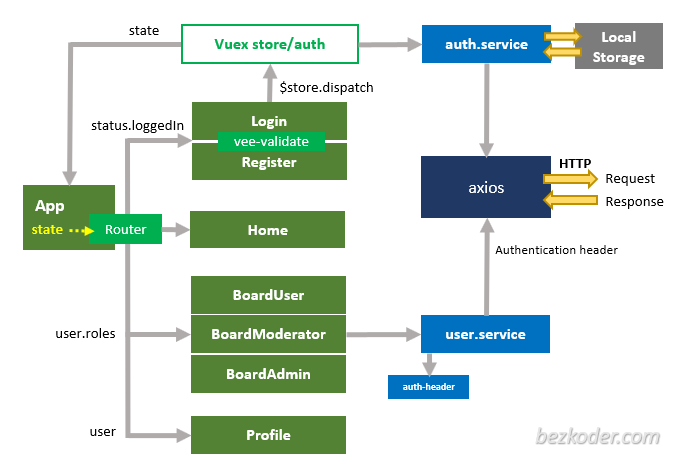 state
Vuex store/auth
auth.service
Local
Storage
$store.dispatch
status.loggedIn
Login
vee-validate
Register
HTTP
axios
Request
Response
App
state
Router
Home
Authentication header
BoardUser
user.roles
BoardModerator
user.service
BoardAdmin
auth-header
user
Profile
bezkoder.com